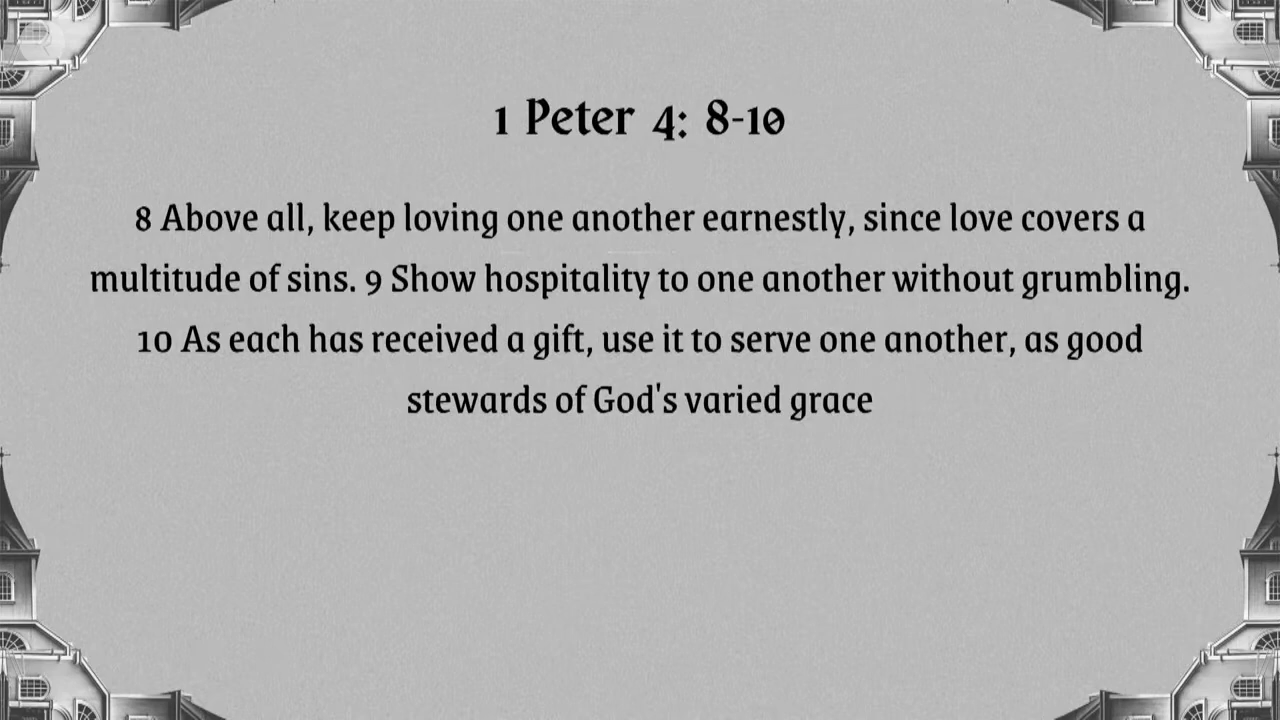 1 Peter 4: 8-10
8 Above all, keep loving one another earnestly, since love covers a
multitude of sins. 9 Show hospitality to one another without grumbling.
10 As each has received a gift, use it to serve one another, as good
stewards of God's varied grace